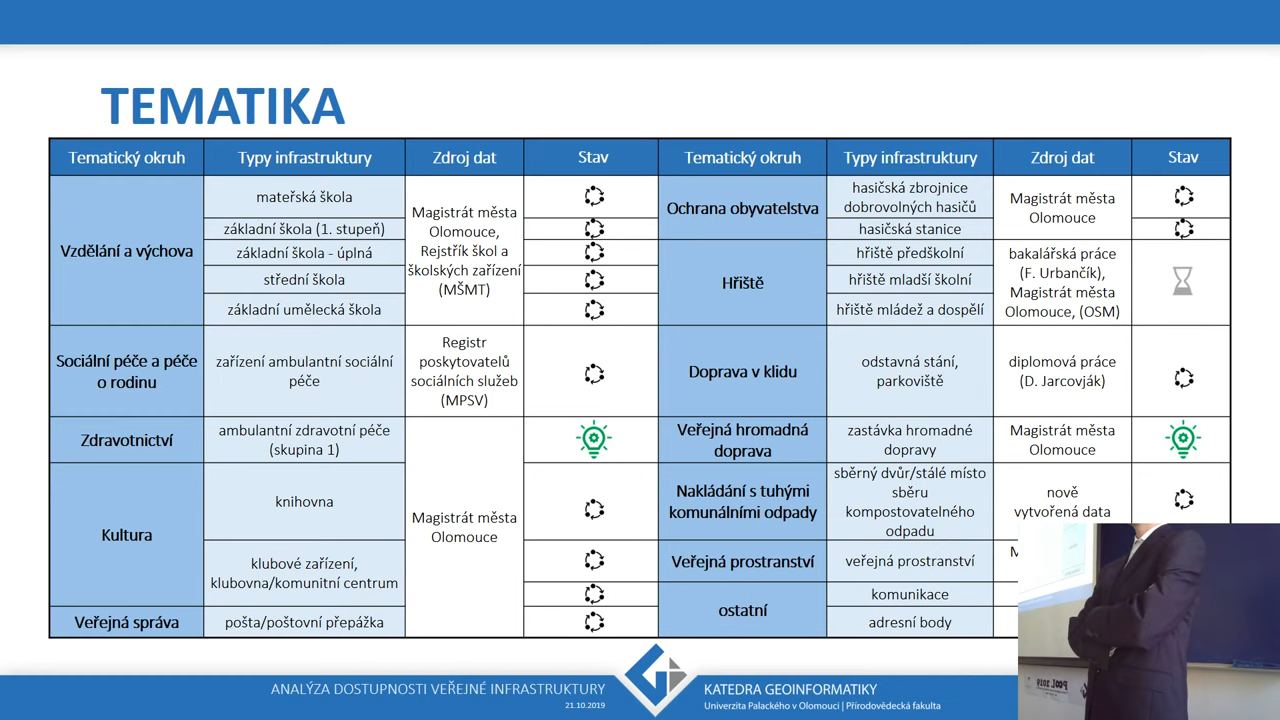 TEMATIKA
Tematický okruh
Typy infrastruktury
Zdroj dat
Stav
Tematický okruh
Typy infrastruktury
Zdroj dat
Stav
Vzdělání a výchova
mateřská škola
základní škola (1. stupeň)
základní škola - úplná
střední škola
základní umělecká škola
Magistrát města
Olomouce,
Rejstřík škol a
školských zařízení
(MŠMT)
Sociální péče a péče
o rodinu
zařízení ambulantní sociální
péče
Registr
poskytovatelů
sociálních služeb
(MPSV)
Zdravotnictví
ambulantní zdravotní péče
(skupina 1)
Kultura
knihovna
klubové zařízení,
klubovna/komunitní centrum
Veřejná správa
pošta/poštovní přepážka
Magistrát města
Olomouce
Ochrana obyvatelstva
hasičská zbrojnice
dobrovolných hasičů
hasičská stanice
Magistrát města
Olomouce
Hřiště
hřiště předškolní
hřiště mladší školní
hřiště mládež a dospělí
bakalářská práce
(F. Urbančík),
Magistrát města
Olomouce, (OSM)
Doprava v klidu
odstavná stání,
parkoviště
diplomová práce
(D. Jarcovják)
Veřejná hromadná
doprava
zastávka hromadné
dopravy
Magistrát města
Olomouce
Nakládání s tuhými
komunálními odpady
sběrný dvůr/stálé místo
sběru
kompostovatelného
odpadu
nově
vytvořená data
Veřejná prostranství
veřejná prostranství
ostatní
komunikace
adresní body
ANALÝZA DOSTUPNOSTI VEŘEJNÉ INFRASTRUKTURY
21.10.2019
KATEDRA GEOINFORMATIKY
Univerzita Palackého v Olomouci | Přírodovědecká fakulta